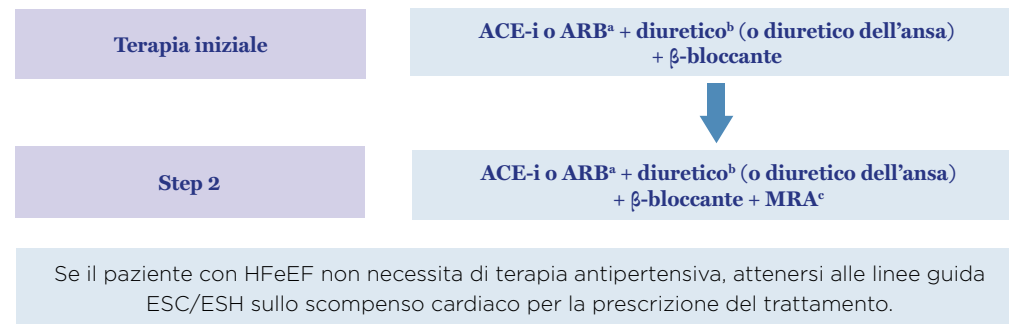 Terapia iniziale
ACE-i o ARBᵃ + diureticoᵇ (o diuretico dell’ansa)
+ β-bloccante
Step 2
ACE-i o ARBᵃ + diureticoᵇ (o diuretico dell’ansa)
+ β-bloccante + MRAᶜ
Se il paziente con HFeEF non necessita di terapia antipertensiva, attenersi alle linee guida
ESC/ESH sullo scompenso cardiaco per la prescrizione del trattamento.